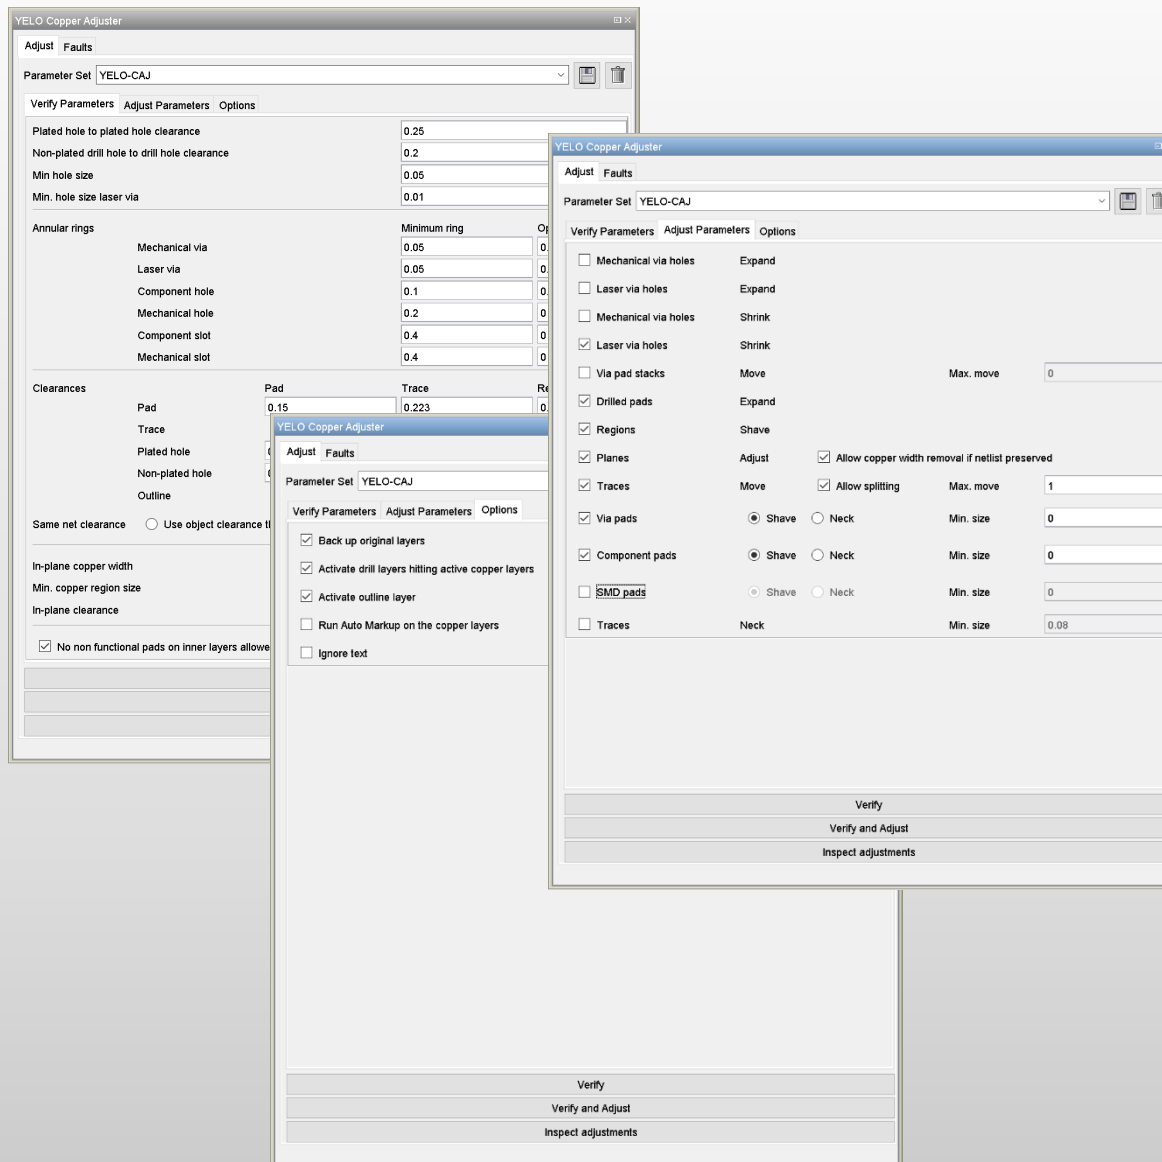 YELO Copper Adjuster
Adjust Faults
Parameter Set YELO-CAJ
Verify Parameters Adjust Parameters Options
Plated hole to plated hole clearance 0.25
Non-plated drill hole to drill hole clearance 0.2
Min hole size 0.05
Min. hole size laser via 0.01
Annular rings Minimum ring
Mechanical via 0.05
Laser via 0.05
Component hole 0.1
Mechanical hole 0.2
Component slot 0.4
Mechanical slot 0.4
Clearances Pad Trace
Pad 0.15 0.223
Trace
Plated hole
Non-plated hole
Outline
Same net clearance Use object clearance
In-plane copper width
Min. copper region size
In-plane clearance
No non functional pads on inner layers allowe
YELO Copper Adjuster
Adjust Faults
Parameter Set YELO-CAJ
Verify Parameters Adjust Parameters Options
Mechanical via holes Expand
Laser via holes Expand
Mechanical via holes Shrink
Laser via holes Shrink
Via pad stacks Move Max. move 0
Drilled pads Expand
Regions Shave
Planes Adjust Allow copper width removal if netlist preserved
Traces Move Allow splitting Max. move 1
Via pads Shave Neck Min. size 0
Component pads Shave Neck Min. size 0
SMD pads Shave Neck Min. size 0
Traces Neck Min. size 0.08
Verify
Verify and Adjust
Inspect adjustments
YELO Copper Adjuster
Adjust Faults
Parameter Set YELO-CAJ
Verify Parameters Adjust Parameters Options
Back up original layers
Activate drill layers hitting active copper layers
Activate outline layer
Run Auto Markup on the copper layers
Ignore text
Verify
Verify and Adjust
Inspect adjustments